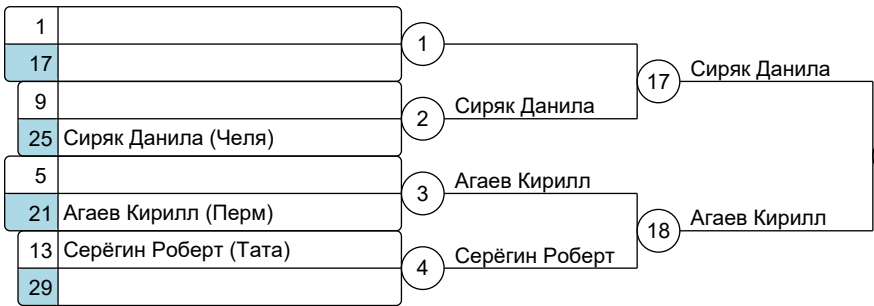 1
17
1
9
25 Сиряк Данила (Челя)
2 Сиряк Данила
17 Сиряк Данила
5
21 Агаев Кирилл (Перм)
3 Агаев Кирилл
13 Серёгин Роберт (Тата)
29
4 Серёгин Роберт
18 Агаев Кирилл